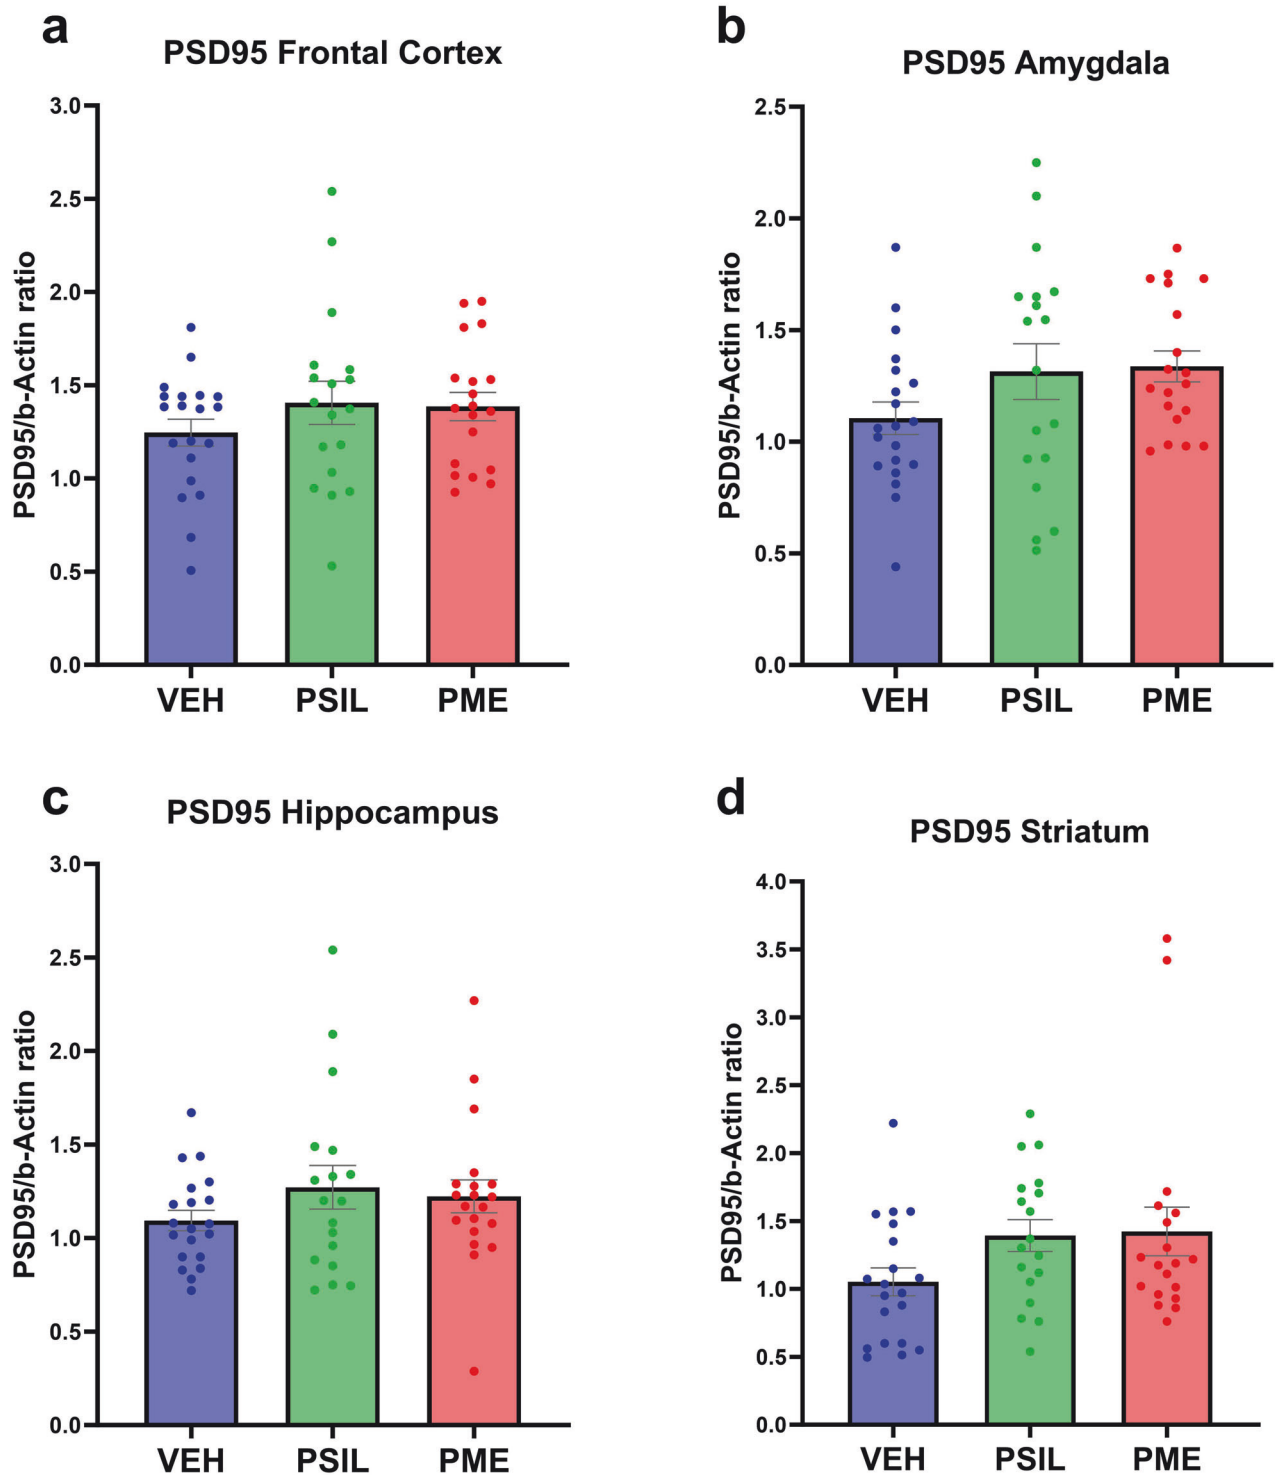 a
PSD95 Frontal Cortex
PSD95/b-Actin ratio
3.0
2.5
2.0
1.5
1.0
0.5
0.0
VEH PSIL PME
b
PSD95 Amygdala
PSD95/b-Actin ratio
2.5
2.0
1.5
1.0
0.5
0.0
VEH PSIL PME
c
PSD95 Hippocampus
PSD95/b-Actin ratio
3.0
2.5
2.0
1.5
1.0
0.5
0.0
VEH PSIL PME
d
PSD95 Striatum
PSD95/b-Actin ratio
4.0
3.5
3.0
2.5
2.0
1.5
1.0
0.5
0.0
VEH PSIL PME